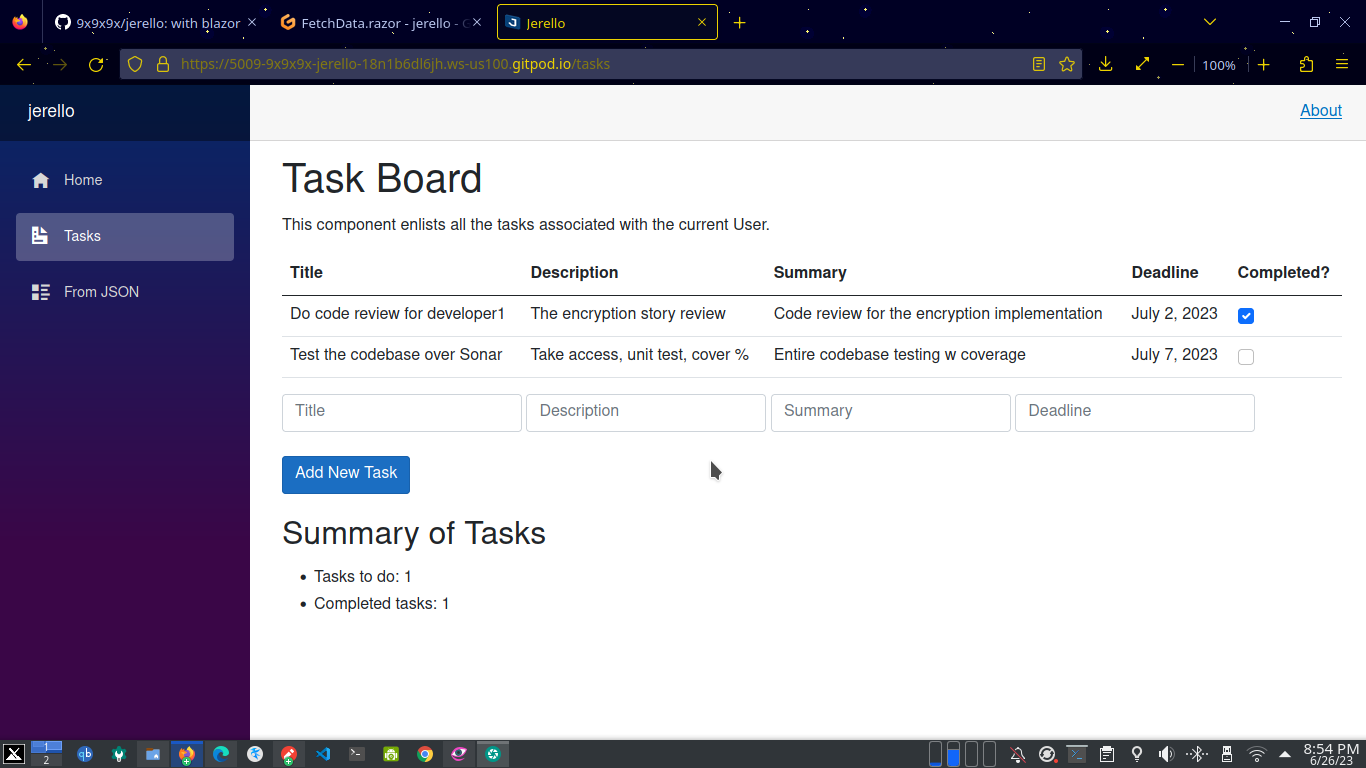 9x9x9x/jerello: with blazor
FetchData.razor - jerello - G
Jerello
https://5009-9x9x9x-jerello-18n1b6dl6jh.ws-us100.gitpod.io/tasks
100%
jerello
About
Home
Tasks
From JSON
Task Board
This component enlists all the tasks associated with the current User.
Title Description Summary Deadline Completed?
Do code review for developer1 The encryption story review Code review for the encryption implementation July 2, 2023
Test the codebase over Sonar Take access, unit test, cover % Entire codebase testing w coverage July 7, 2023
Title Description Summary Deadline
Add New Task
Summary of Tasks
• Tasks to do: 1
• Completed tasks: 1
1
2
qb
8:54 PM
6/26/23